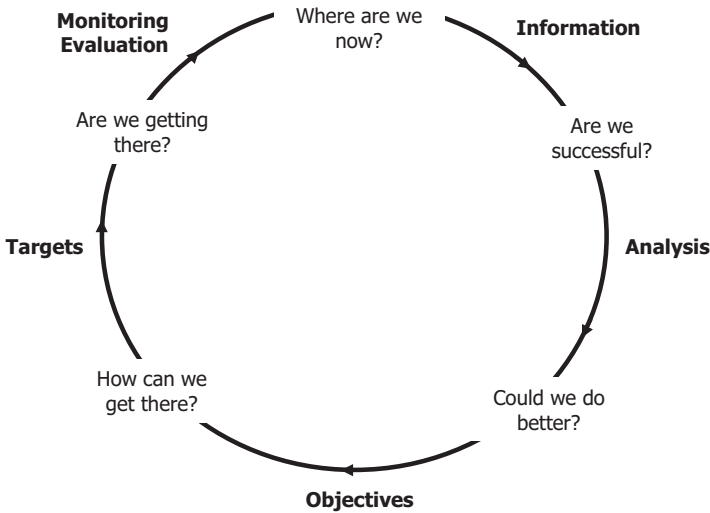 Where are we
now?
Information
Are we
successful?
Analysis
Could we do
better?
Objectives
How can we
get there?
Targets
Are we getting
there?
Monitoring
Evaluation